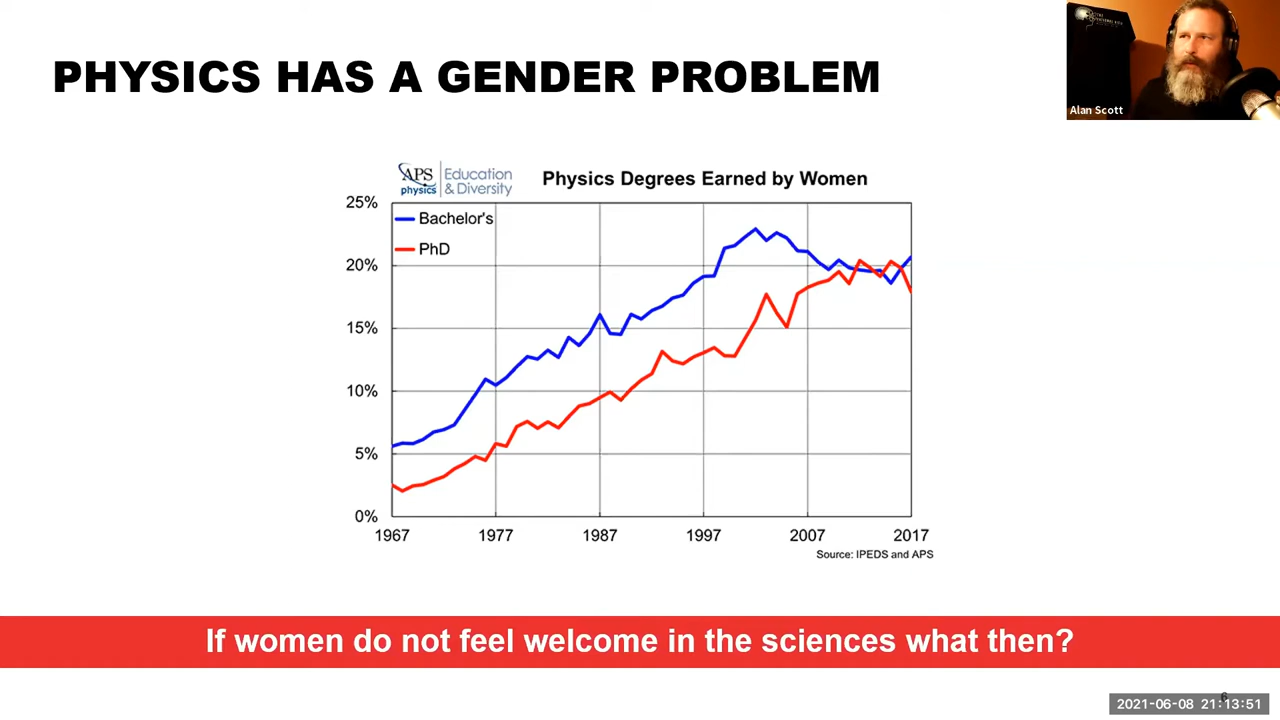 PHYSICS HAS A GENDER PROBLEM
Alan Scott
APS
physics
Education
& Diversity
Physics Degrees Earned by Women
25%
20%
15%
10%
5%
0%
Bachelor's
PhD
1967 1977 1987 1997 2007 2017
Source: IPEDS and APS
If women do not feel welcome in the sciences what then?
6
2021-06-08 21:13:51